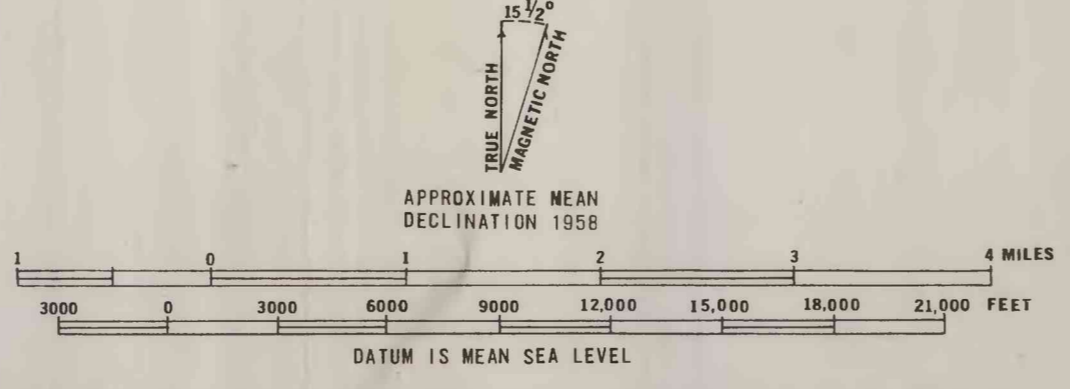 15 1/2°
TRUE NORTH
MAGNETIC NORTH
APPROXIMATE MEAN
DECLINATION 1958
1 0 1 2 3 4 MILES
3000 0 3000 6000 9000 12,000 15,000 18,000 21,000 FEET
DATUM IS MEAN SEA LEVEL